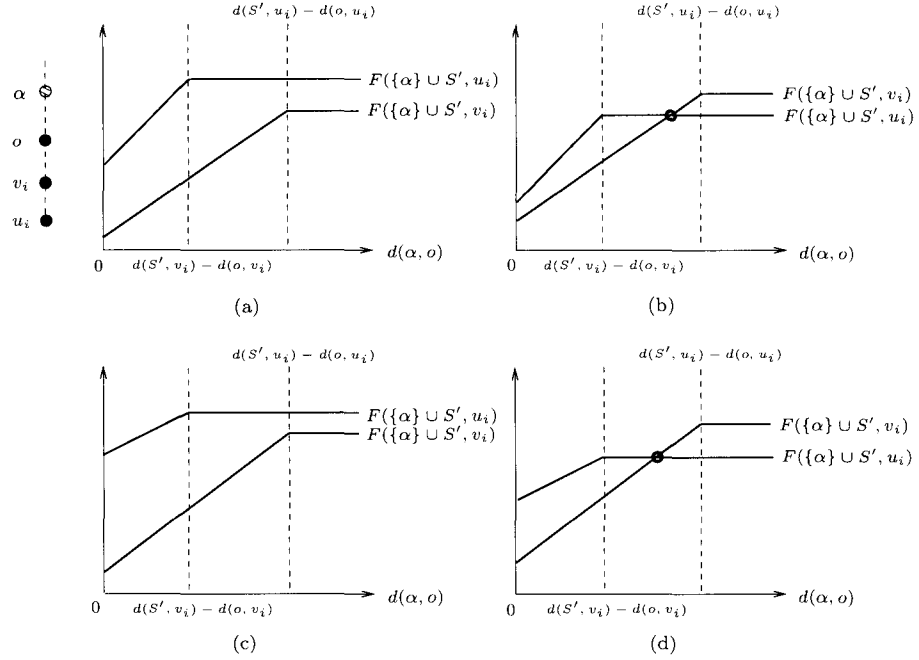 d(S′, u_i) − d(o, u_i)
F({α} ∪ S′, u_i)
F({α} ∪ S′, v_i)
α
o
v_i
u_i
0
d(S′, v_i) − d(o, v_i)
d(α, o)
(a)
d(S′, u_i) − d(o, u_i)
F({α} ∪ S′, v_i)
F({α} ∪ S′, u_i)
0
d(S′, v_i) − d(o, v_i)
d(α, o)
(b)
d(S′, u_i) − d(o, u_i)
F({α} ∪ S′, u_i)
F({α} ∪ S′, v_i)
0
d(S′, v_i) − d(o, v_i)
d(α, o)
(c)
d(S′, u_i) − d(o, u_i)
F({α} ∪ S′, v_i)
F({α} ∪ S′, u_i)
0
d(S′, v_i) − d(o, v_i)
d(α, o)
(d)